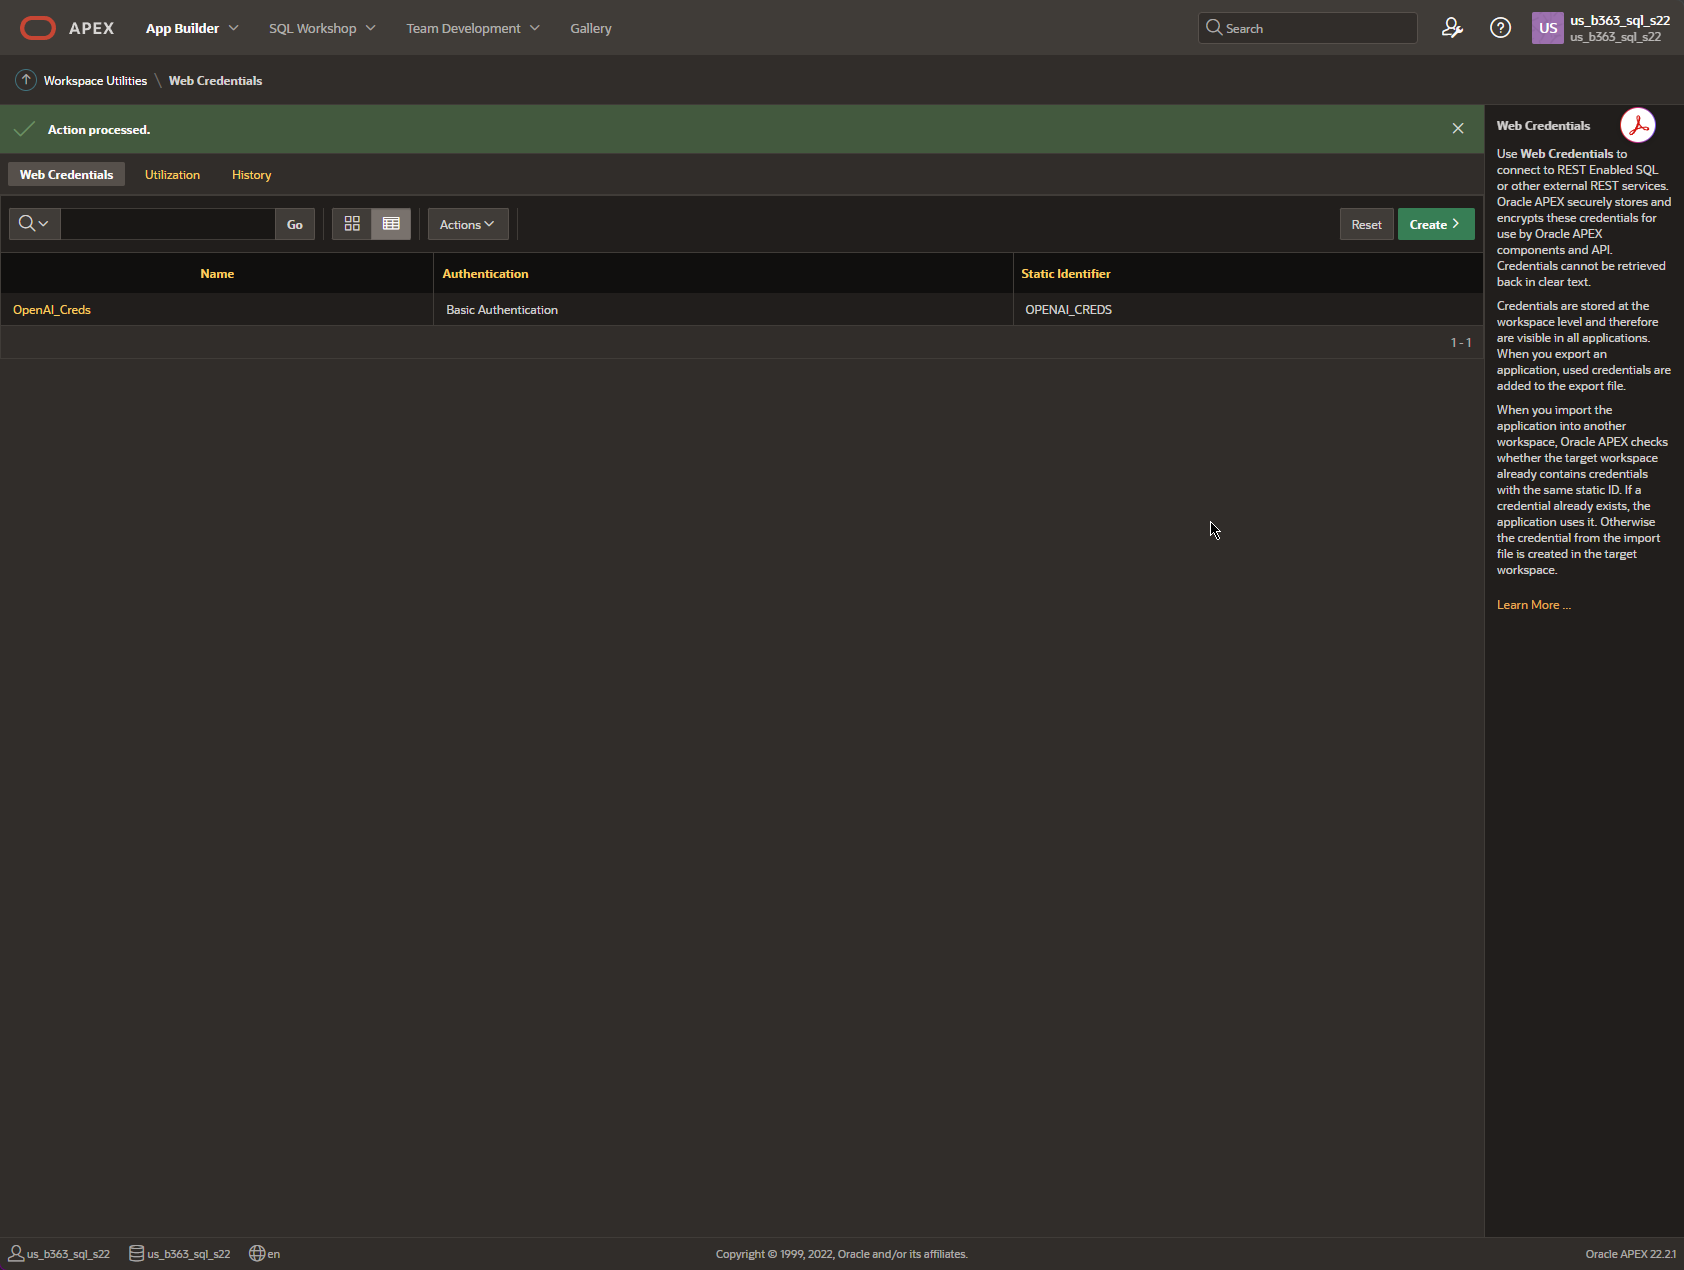 APEX
App Builder
SQL Workshop
Team Development
Gallery
Search
US
us_b363_sql_s22
us_b363_sql_s22
Workspace Utilities \ Web Credentials
Action processed.
Web Credentials
Utilization
History
Go
Actions
Reset
Create
Name
Authentication
Static Identifier
OpenAI_Creds
Basic Authentication
OPENAI_CREDS
1 - 1
Web Credentials
Use Web Credentials to
connect to REST Enabled SQL
or other external REST services.
Oracle APEX securely stores and
encrypts these credentials for
use by Oracle APEX
components and API.
Credentials cannot be retrieved
back in clear text.
Credentials are stored at the
workspace level and therefore
are visible in all applications.
When you export an
application, used credentials are
added to the export file.
When you import the
application into another
workspace, Oracle APEX checks
whether the target workspace
already contains credentials
with the same static ID. If a
credential already exists, the
application uses it. Otherwise
the credential from the import
file is created in the target
workspace.
Learn More ...
us_b363_sql_s22
us_b363_sql_s22
en
Copyright © 1999, 2022, Oracle and/or its affiliates.
Oracle APEX 22.2.1